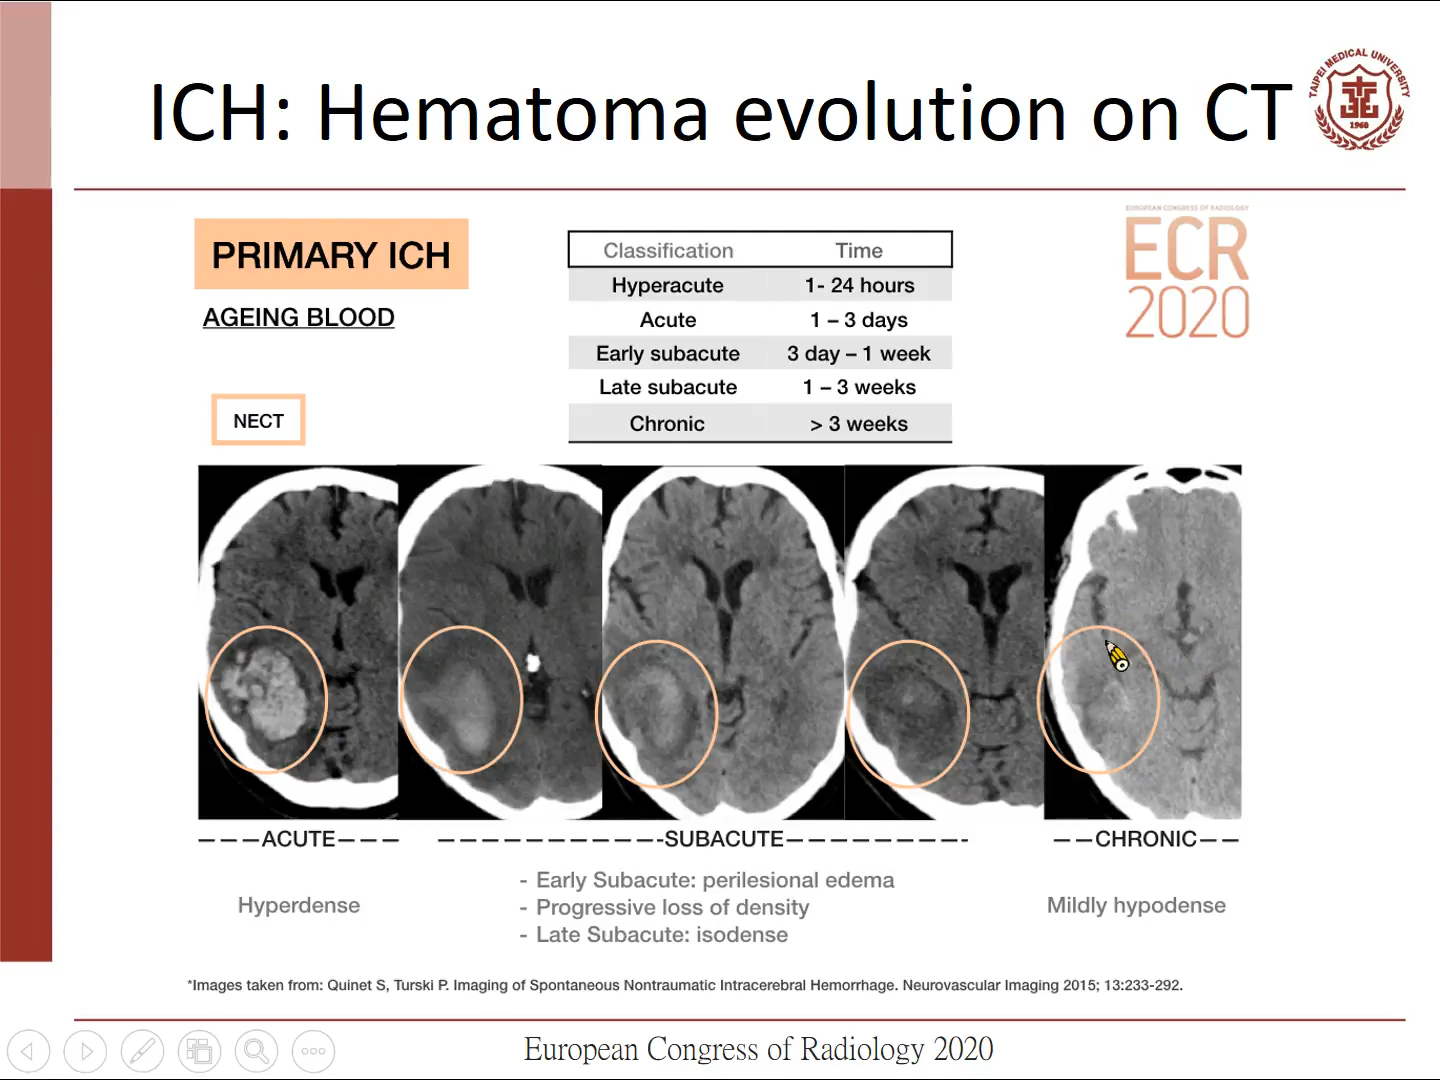 ICH: Hematoma evolution on CT
TAIPEI MEDICAL UNIVERSITY
1960
PRIMARY ICH
AGEING BLOOD
NECT
Classification Time
Hyperacute 1- 24 hours
Acute 1 – 3 days
Early subacute 3 day – 1 week
Late subacute 1 – 3 weeks
Chronic > 3 weeks
EUROPEAN CONGRESS OF RADIOLOGY
ECR
2020
ACUTE
SUBACUTE
CHRONIC
Hyperdense
- Early Subacute: perilesional edema
- Progressive loss of density
- Late Subacute: isodense
Mildly hypodense
*Images taken from: Quinet S, Turski P. Imaging of Spontaneous Nontraumatic Intracerebral Hemorrhage. Neurovascular Imaging 2015; 13:233-292.
European Congress of Radiology 2020